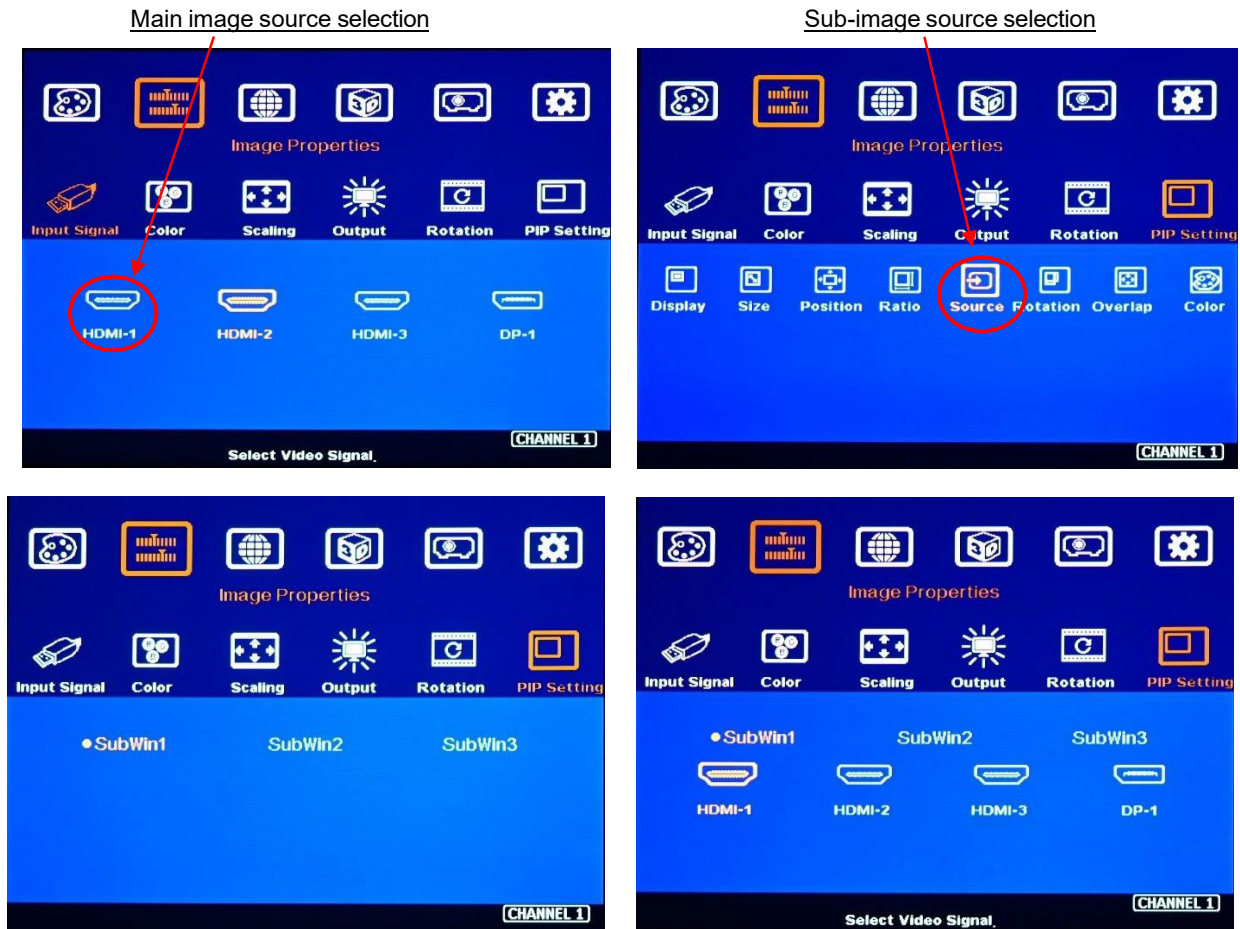 Main image source selection
Sub-image source selection
Image Properties
Input Signal Color Scaling Output Rotation PIP Setting
HDMI-1 HDMI-2 HDMI-3 DP-1
CHANNEL 1
Select Video Signal.
Image Properties
Input Signal Color Scaling Output Rotation PIP Setting
Display Size Position Ratio Source Rotation Overlap Color
CHANNEL 1
Image Properties
Input Signal Color Scaling Output Rotation PIP Setting
•SubWin1 SubWin2 SubWin3
CHANNEL 1
Image Properties
Input Signal Color Scaling Output Rotation PIP Setting
•SubWin1 SubWin2 SubWin3
HDMI-1 HDMI-2 HDMI-3 DP-1
CHANNEL 1
Select Video Signal.